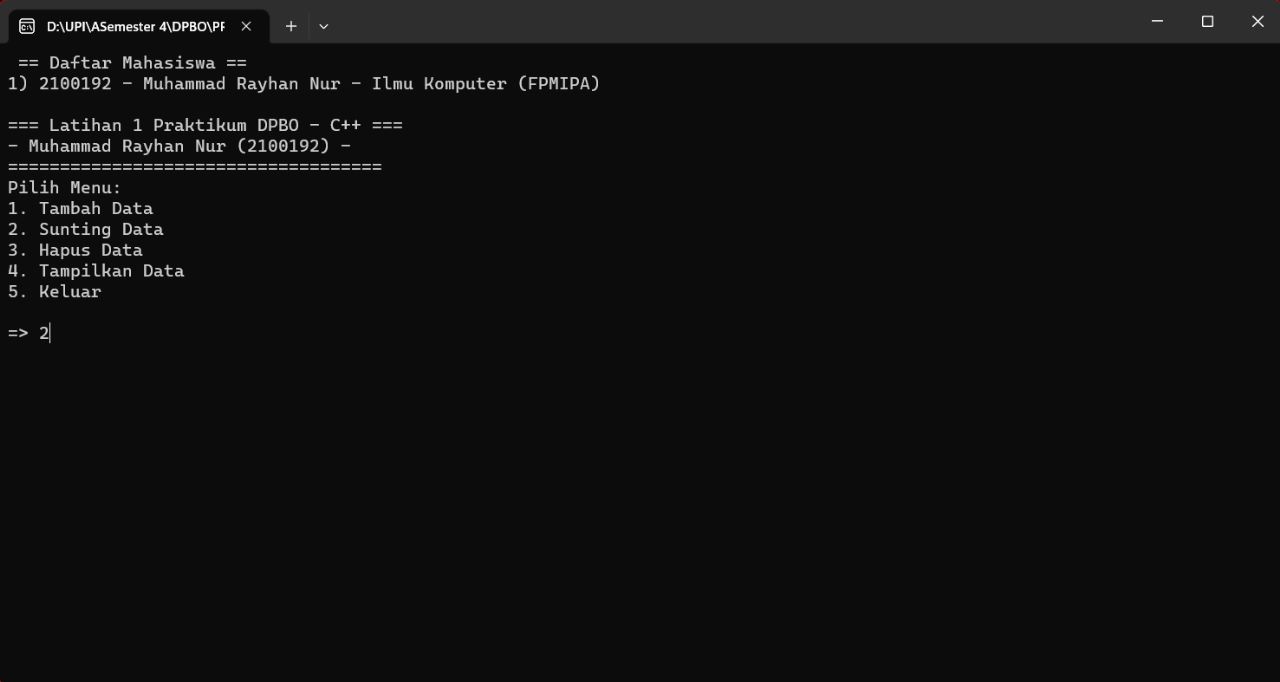 D:\UPI\ASemester 4\DPBO\PF
== Daftar Mahasiswa ==
1) 2100192 - Muhammad Rayhan Nur - Ilmu Komputer (FPMIPA)
=== Latihan 1 Praktikum DPBO - C++ ===
- Muhammad Rayhan Nur (2100192) -
====================================
Pilih Menu:
1. Tambah Data
2. Sunting Data
3. Hapus Data
4. Tampilkan Data
5. Keluar
=> 2